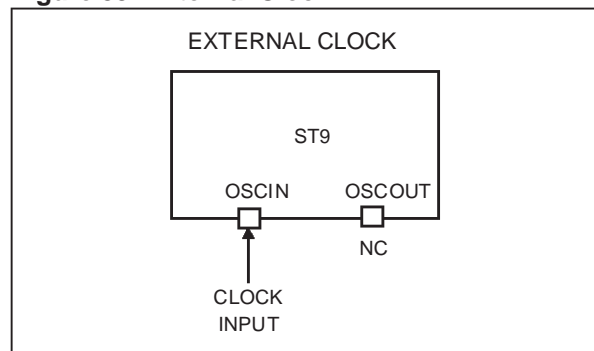 EXTERNAL CLOCK
ST9
OSCIN OSCOUT
NC
CLOCK
INPUT